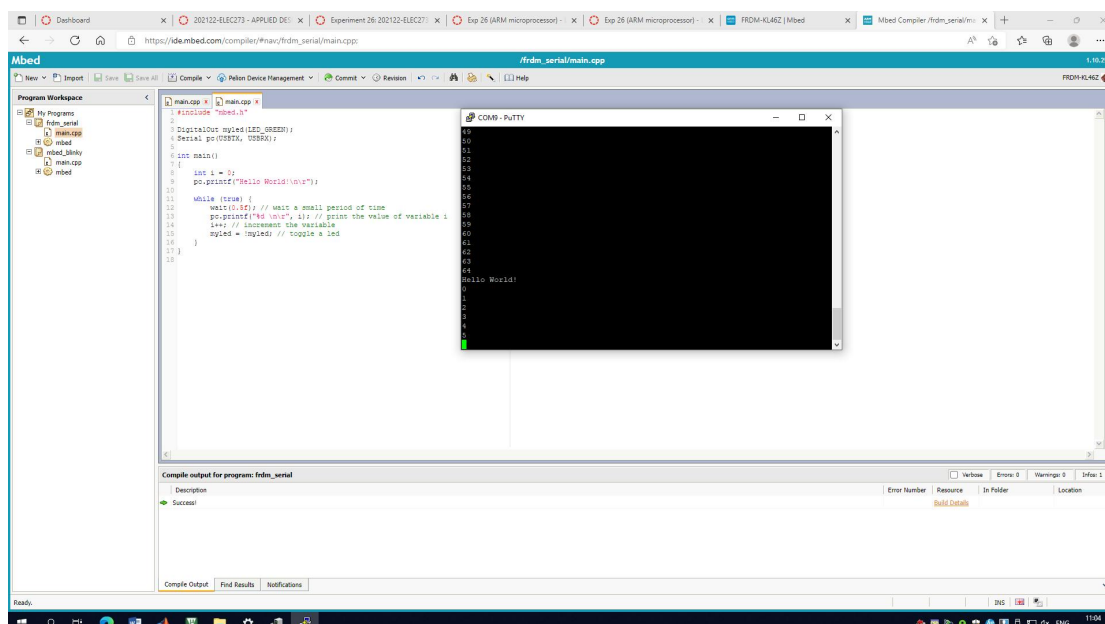 Dashboard
202122-ELEC273 - APPLIED DES
Experiment 26: 202122-ELEC27
Exp 26 (ARM microprocessor) -
Exp 26 (ARM microprocessor) -
FRDM-KL46Z | Mbed
Mbed Compiler /frdm_serial/ma
https://ide.mbed.com/compiler/#nav:/frdm_serial/main.cpp;
Mbed
/frdm_serial/main.cpp
1.10.2
New
Import
Save
Save All
Compile
Pelion Device Management
Commit
Revision
Help
FRDM-KL46Z
Program Workspace
My Programs
frdm_serial
main.cpp
mbed
mbed_blinky
main.cpp
mbed
main.cpp
main.cpp
1 #include "mbed.h"
2
3 DigitalOut myled(LED_GREEN);
4 Serial pc(USBTX, USBRX);
5
6 int main()
7 {
8 int i = 0;
9 pc.printf("Hello World!\n\r");
10
11 while (true) {
12 wait(0.5f); // wait a small period of time
13 pc.printf("%d \n\r", i); // print the value of variable i
14 i++; // increment the variable
15 myled = !myled; // toggle a led
16 }
17 }
18
COM9 - PuTTY
49
50
51
52
53
54
55
56
57
58
59
60
61
62
63
64
Hello World!
0
1
2
3
4
5
Compile output for program: frdm_serial
Verbose
Errors: 0
Warnings: 0
Infos: 1
Description
Error Number
Resource
In Folder
Location
Success!
Build Details
Compile Output
Find Results
Notifications
Ready.
INS
ENG
11:04